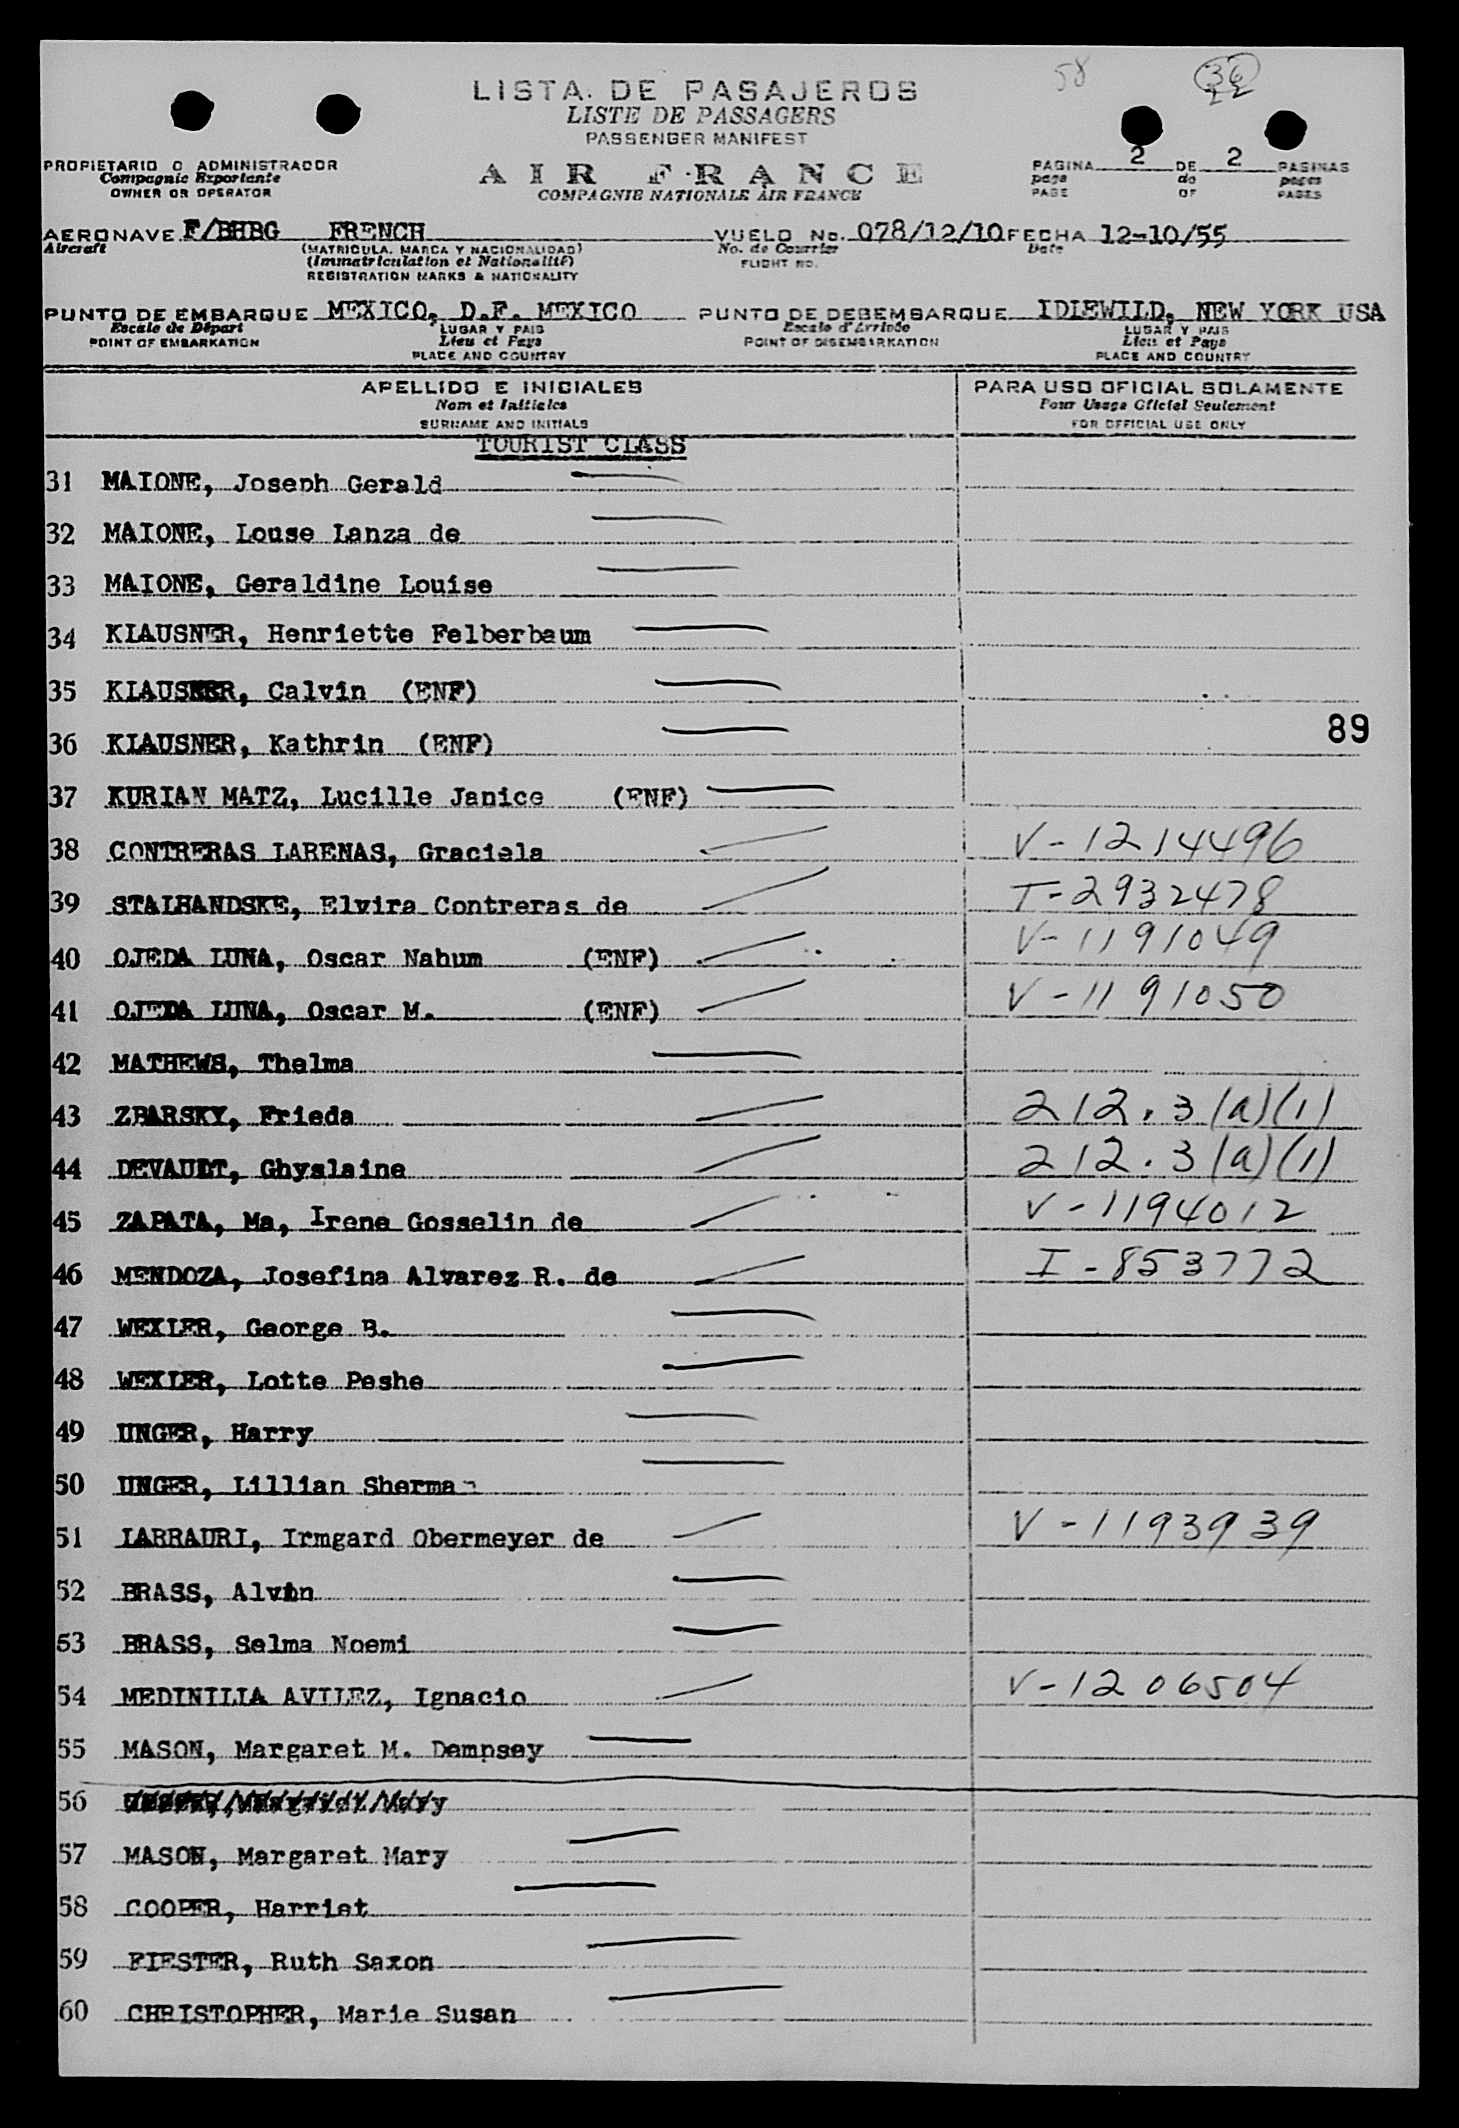 58 36
22
LISTA DE PASAJEROS
LISTE DE PASSAGERS
PASSENGER MANIFEST
PROPIETARIO O ADMINISTRADOR
Compagnie Exportante
OWNER OR OPERATOR
AIR FRANCE
COMPAGNIE NATIONALE AIR FRANCE
PAGINA 2 DE 2 PAGINAS
page de pages
PAGE OF PAGES
AERONAVE F/BHBG FRENCH VUELO No. 078/12/10 FECHA 12-10/55
Aircraft (MATRICULA, MARCA Y NACIONALIDAD) No. de Courrier Date
(Immatriculation et Nationalité) FLIGHT NO.
REGISTRATION MARKS & NATIONALITY
PUNTO DE EMBARQUE MEXICO, D.F. MEXICO PUNTO DE DESEMBARQUE IDIEWILD, NEW YORK USA
Escale de Départ LUGAR Y PAIS Escale d'Arrivée LUGAR Y PAIS
POINT OF EMBARKATION Lieu et Pays POINT OF DISEMBARKATION Lieu et Pays
PLACE AND COUNTRY PLACE AND COUNTRY
APELLIDO E INICIALES PARA USO OFICIAL SOLAMENTE
Nom et Initiales Pour Usage Oficial Seulement
SURNAME AND INITIALS FOR OFFICIAL USE ONLY
TOURIST CLASS
31 MAIONE, Joseph Gerald
32 MAIONE, Louse Lanza de
33 MAIONE, Geraldine Louise
34 KLAUSNER, Henriette Felberbaum
35 KLAUSNER, Calvin (ENF)
89
36 KLAUSNER, Kathrin (ENF)
37 KURIAN MATZ, Lucille Janice (ENF)
38 CONTRERAS LARENAS, Graciela V-1214496
39 STALHANDSKE, Elvira Contreras de T-2932478
40 OJEDA LUNA, Oscar Nahum (ENF) V-1191049
41 OJEDA LUNA, Oscar M. (ENF) V-1191050
42 MATHEWS, Thelma
43 ZBARSKY, Frieda 212.3(a)(1)
44 DEVAULT, Ghyslaine 212.3(a)(1)
45 ZAPATA, Ma, Irene Gosselin de V-1194012
46 MENDOZA, Josefina Alvarez R. de I-853772
47 WEXLER, George B.
48 WEXLER, Lotte Peshe
49 UNGER, Harry
50 UNGER, Lillian Sherman
51 LARRAURI, Irmgard Obermeyer de V-1193939
52 BRASS, Alvin
53 BRASS, Selma Noemi
54 MEDINILLA AVILEZ, Ignacio V-1206504
55 MASON, Margaret M. Dempsey
56
57 MASON, Margaret Mary
58 COOPER, Harriet
59 FIESTER, Ruth Saxon
60 CHRISTOPHER, Marie Susan